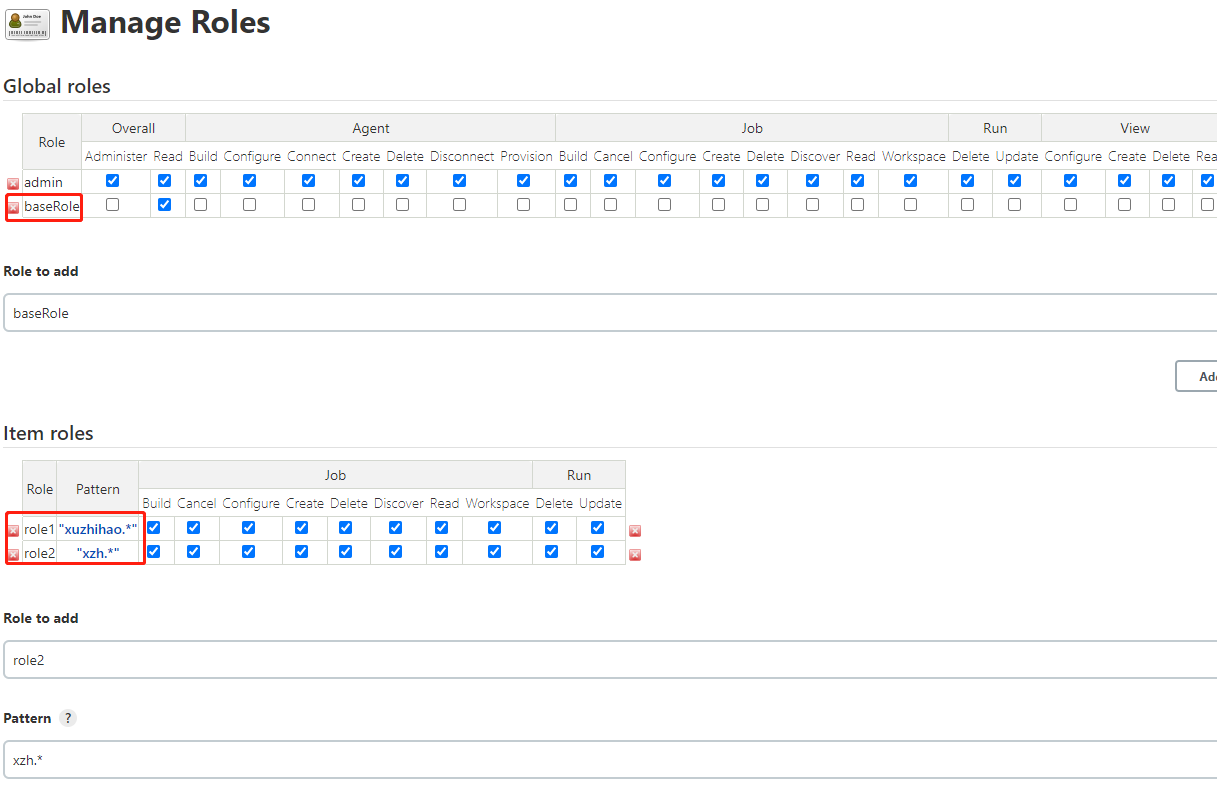 John Doe
Manage Roles
Global roles
Role Overall Agent Job Run View
Administer Read Build Configure Connect Create Delete Disconnect Provision Build Cancel Configure Create Delete Discover Read Workspace Delete Update Configure Create Delete Rea
admin
baseRole
Role to add
baseRole
Ad
Item roles
Role Pattern Job Run
Build Cancel Configure Create Delete Discover Read Workspace Delete Update
role1 "xuzhihao.*"
role2 "xzh.*"
Role to add
role2
Pattern ?
xzh.*